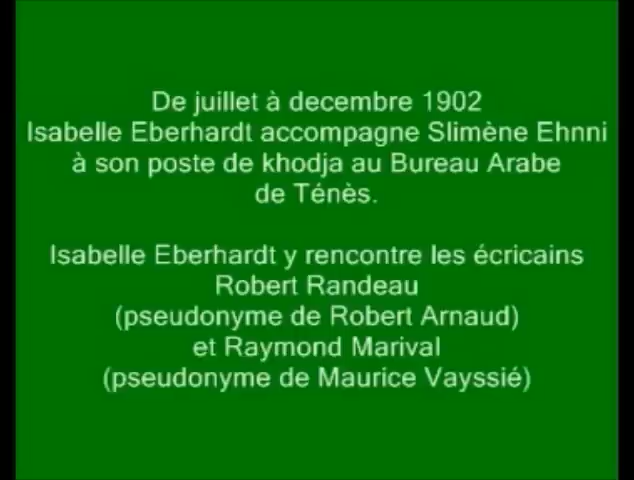 De juillet à decembre 1902
Isabelle Eberhardt accompagne Slimène Ehnni
à son poste de khodja au Bureau Arabe
de Ténès.
Isabelle Eberhardt y rencontre les écricains
Robert Randeau
(pseudonyme de Robert Arnaud)
et Raymond Marival
(pseudonyme de Maurice Vayssié)